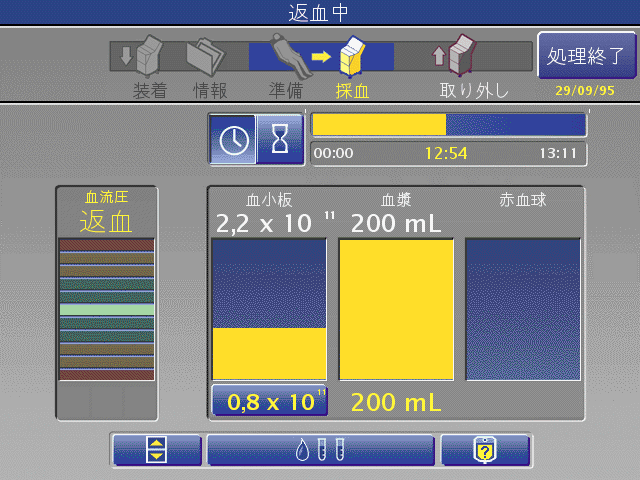 返血中
装着 情報 準備 採血 取り外し
処理終了
29/09/95
00:00 12:54 13:11
血流圧
返血
血小板 血漿 赤血球
2,2 x 10 11 200 mL
0,8 x 10 11 200 mL
?